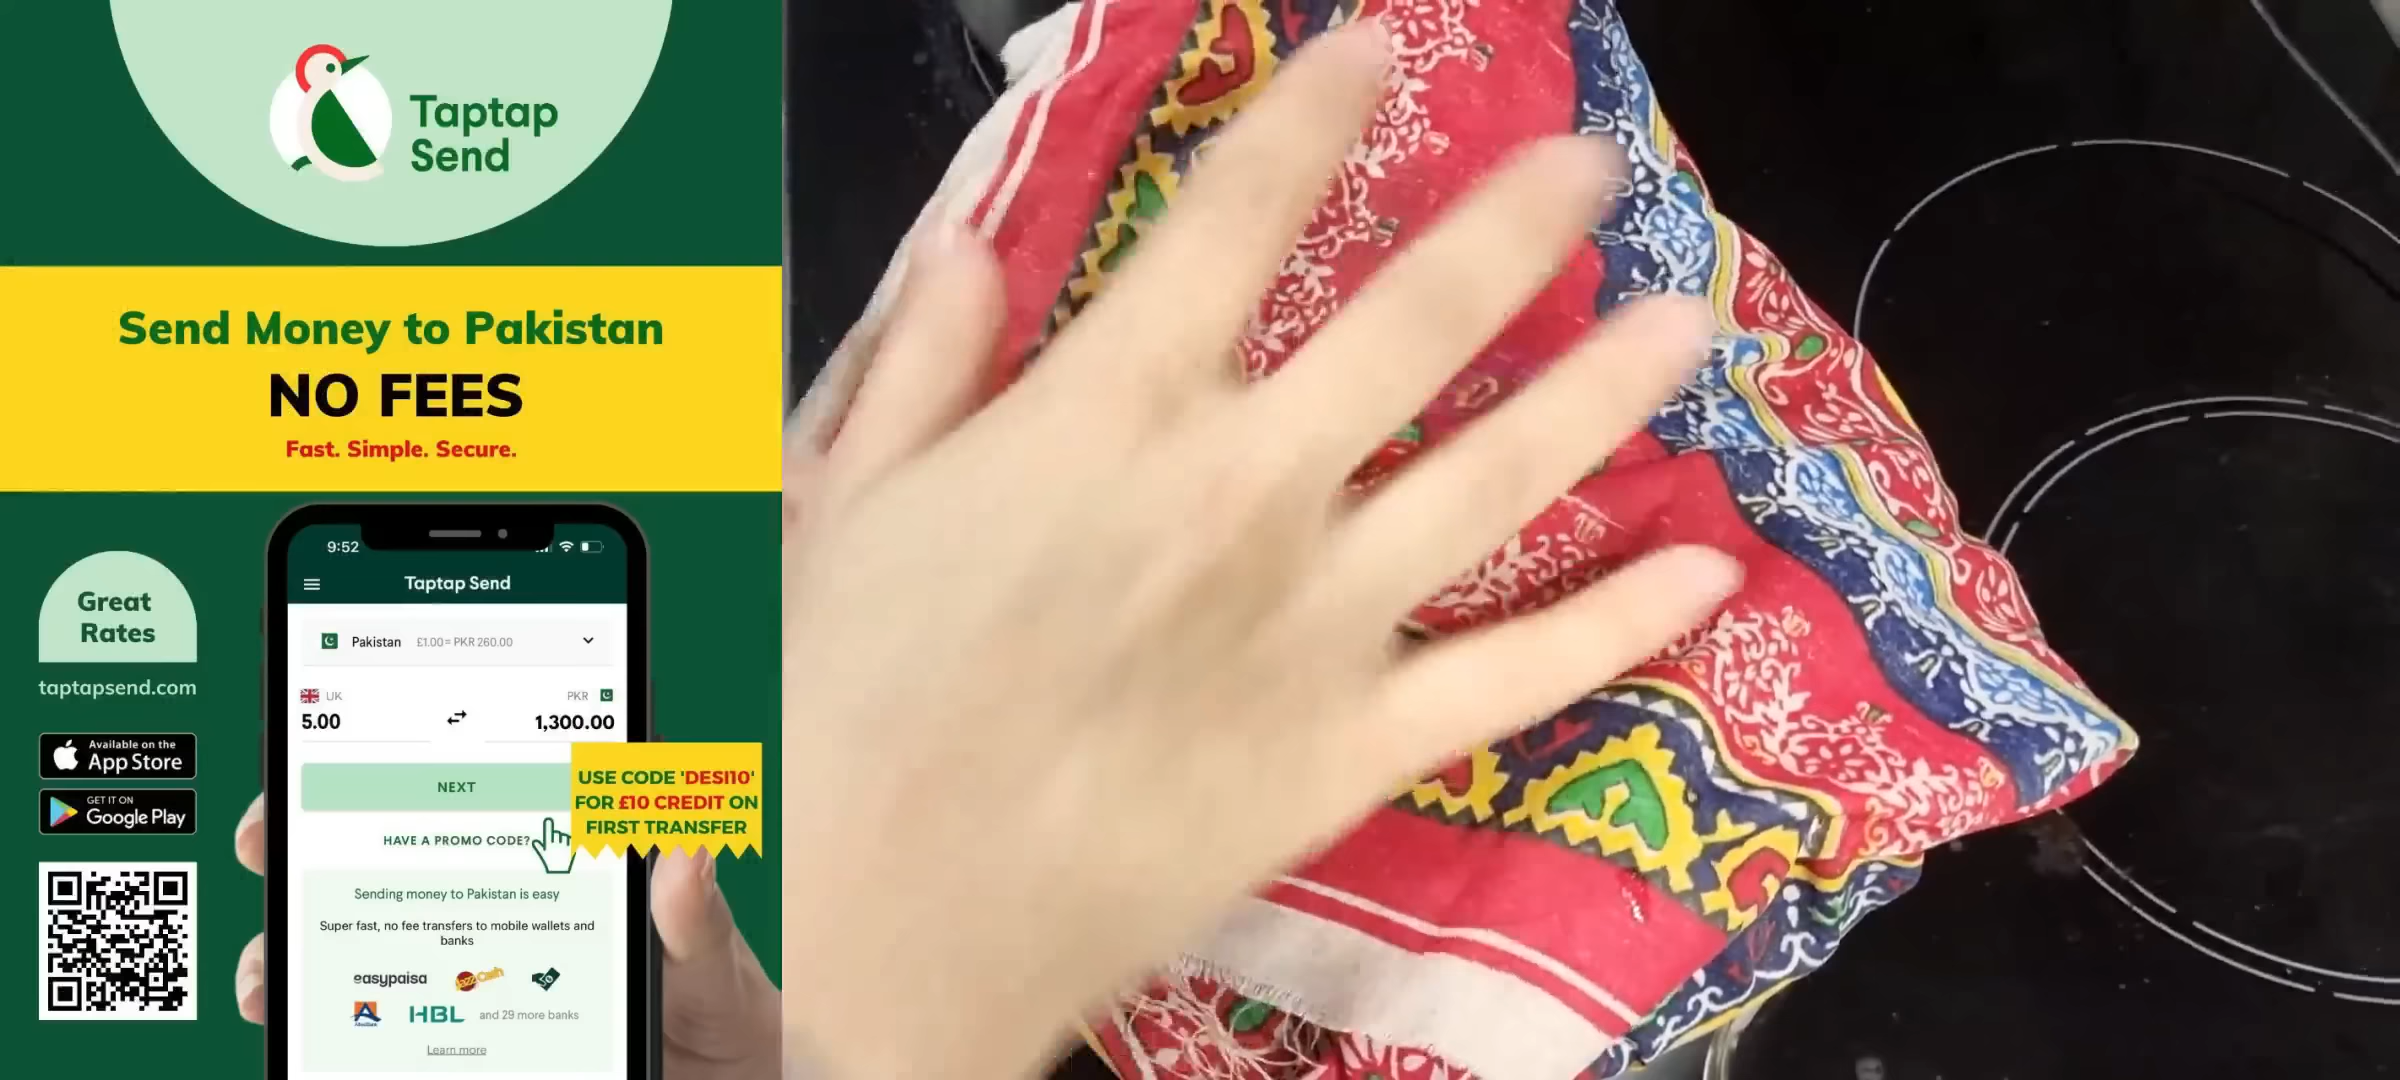 Taptap
Send
Send Money to Pakistan
NO FEES
Fast. Simple. Secure.
Great
Rates
taptapsend.com
Available on the
App Store
GET IT ON
Google Play
9:52
Taptap Send
Pakistan £1.00 = PKR 260.00
UK PKR
5.00 1,300.00
NEXT
USE CODE 'DESI10'
FOR £10 CREDIT ON
FIRST TRANSFER
HAVE A PROMO CODE?
Sending money to Pakistan is easy
Super fast, no fee transfers to mobile wallets and
banks
easypaisa JazzCash
HBL and 29 more banks
Learn more